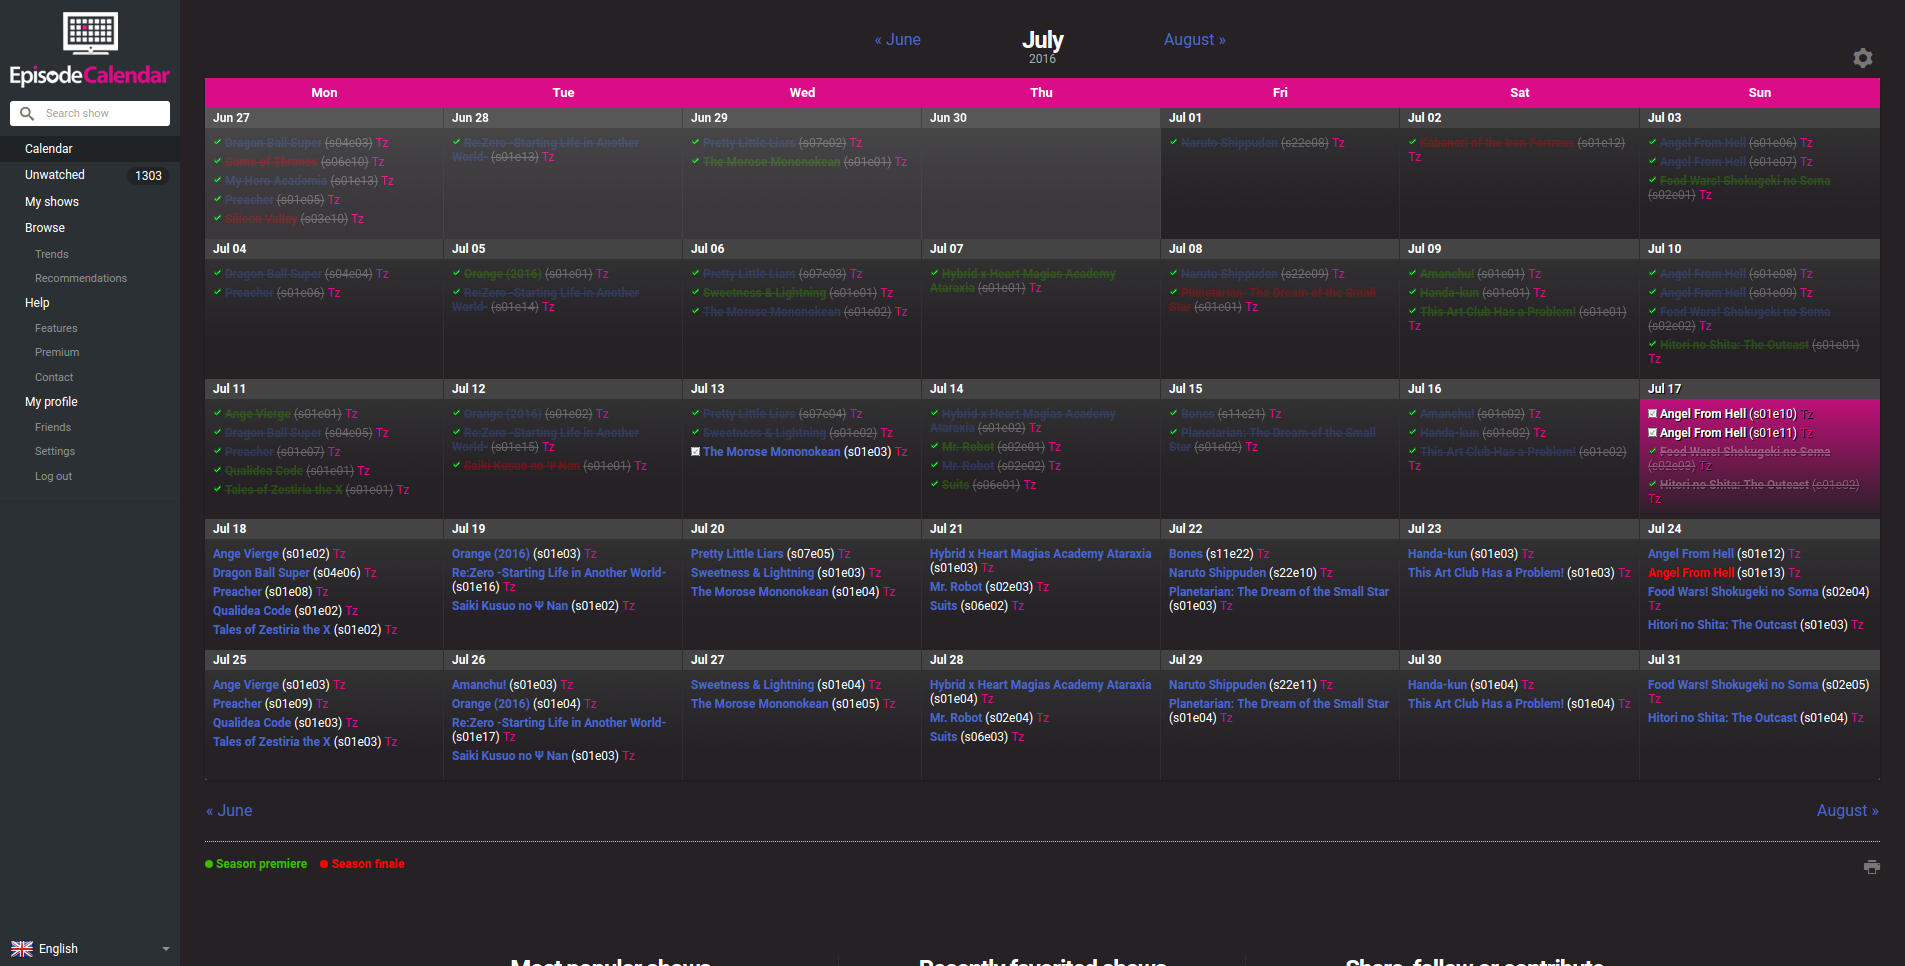 EpisodeCalendar
Search show
Calendar
Unwatched 1303
My shows
Browse
Trends
Recommendations
Help
Features
Premium
Contact
My profile
Friends
Settings
Log out
English
« June July August »
2016
Mon Tue Wed Thu Fri Sat Sun
Jun 27
Dragon Ball Super (s04e03) Tz
Game of Thrones (s06e10) Tz
My Hero Academia (s01e13) Tz
Preacher (s01e05) Tz
Silicon Valley (s03e10) Tz
Jun 28
Re:Zero -Starting Life in Another
World- (s01e13) Tz
Jun 29
Pretty Little Liars (s07e02) Tz
The Morose Mononokean (s01e01) Tz
Jun 30
Jul 01
Naruto Shippuden (s22e08) Tz
Jul 02
Kabaneri of the Iron Fortress (s01e12)
Tz
Jul 03
Angel From Hell (s01e06) Tz
Angel From Hell (s01e07) Tz
Food Wars! Shokugeki no Soma
(s02e01) Tz
Jul 04
Dragon Ball Super (s04e04) Tz
Preacher (s01e06) Tz
Jul 05
Orange (2016) (s01e01) Tz
Re:Zero -Starting Life in Another
World- (s01e14) Tz
Jul 06
Pretty Little Liars (s07e03) Tz
Sweetness & Lightning (s01e01) Tz
The Morose Mononokean (s01e02) Tz
Jul 07
Hybrid x Heart Magias Academy
Ataraxia (s01e01) Tz
Jul 08
Naruto Shippuden (s22e09) Tz
Planetarian: The Dream of the Small
Star (s01e01) Tz
Jul 09
Amanchu! (s01e01) Tz
Handa-kun (s01e01) Tz
This Art Club Has a Problem! (s01e01)
Tz
Jul 10
Angel From Hell (s01e08) Tz
Angel From Hell (s01e09) Tz
Food Wars! Shokugeki no Soma
(s02e02) Tz
Hitori no Shita: The Outcast (s01e01)
Tz
Jul 11
Ange Vierge (s01e01) Tz
Dragon Ball Super (s04e05) Tz
Preacher (s01e07) Tz
Qualidea Code (s01e01) Tz
Tales of Zestiria the X (s01e01) Tz
Jul 12
Orange (2016) (s01e02) Tz
Re:Zero -Starting Life in Another
World- (s01e15) Tz
Saiki Kusuo no Ψ Nan (s01e01) Tz
Jul 13
Pretty Little Liars (s07e04) Tz
Sweetness & Lightning (s01e02) Tz
The Morose Mononokean (s01e03) Tz
Jul 14
Hybrid x Heart Magias Academy
Ataraxia (s01e02) Tz
Mr. Robot (s02e01) Tz
Mr. Robot (s02e02) Tz
Suits (s06e01) Tz
Jul 15
Bones (s11e21) Tz
Planetarian: The Dream of the Small
Star (s01e02) Tz
Jul 16
Amanchu! (s01e02) Tz
Handa-kun (s01e02) Tz
This Art Club Has a Problem! (s01e02)
Tz
Jul 17
Angel From Hell (s01e10) Tz
Angel From Hell (s01e11) Tz
Food Wars! Shokugeki no Soma
(s02e03) Tz
Hitori no Shita: The Outcast (s01e02)
Tz
Jul 18
Ange Vierge (s01e02) Tz
Dragon Ball Super (s04e06) Tz
Preacher (s01e08) Tz
Qualidea Code (s01e02) Tz
Tales of Zestiria the X (s01e02) Tz
Jul 19
Orange (2016) (s01e03) Tz
Re:Zero -Starting Life in Another World-
(s01e16) Tz
Saiki Kusuo no Ψ Nan (s01e02) Tz
Jul 20
Pretty Little Liars (s07e05) Tz
Sweetness & Lightning (s01e03) Tz
The Morose Mononokean (s01e04) Tz
Jul 21
Hybrid x Heart Magias Academy Ataraxia
(s01e03) Tz
Mr. Robot (s02e03) Tz
Suits (s06e02) Tz
Jul 22
Bones (s11e22) Tz
Naruto Shippuden (s22e10) Tz
Planetarian: The Dream of the Small Star
(s01e03) Tz
Jul 23
Handa-kun (s01e03) Tz
This Art Club Has a Problem! (s01e03) Tz
Jul 24
Angel From Hell (s01e12) Tz
Angel From Hell (s01e13) Tz
Food Wars! Shokugeki no Soma (s02e04)
Tz
Hitori no Shita: The Outcast (s01e03) Tz
Jul 25
Ange Vierge (s01e03) Tz
Preacher (s01e09) Tz
Qualidea Code (s01e03) Tz
Tales of Zestiria the X (s01e03) Tz
Jul 26
Amanchu! (s01e03) Tz
Orange (2016) (s01e04) Tz
Re:Zero -Starting Life in Another World-
(s01e17) Tz
Saiki Kusuo no Ψ Nan (s01e03) Tz
Jul 27
Sweetness & Lightning (s01e04) Tz
The Morose Mononokean (s01e05) Tz
Jul 28
Hybrid x Heart Magias Academy Ataraxia
(s01e04) Tz
Mr. Robot (s02e04) Tz
Suits (s06e03) Tz
Jul 29
Naruto Shippuden (s22e11) Tz
Planetarian: The Dream of the Small Star
(s01e04) Tz
Jul 30
Handa-kun (s01e04) Tz
This Art Club Has a Problem! (s01e04) Tz
Jul 31
Food Wars! Shokugeki no Soma (s02e05)
Tz
Hitori no Shita: The Outcast (s01e04) Tz
« June August »
Season premiere Season finale
Most popular shows Recently favorited shows Share, follow or contribute